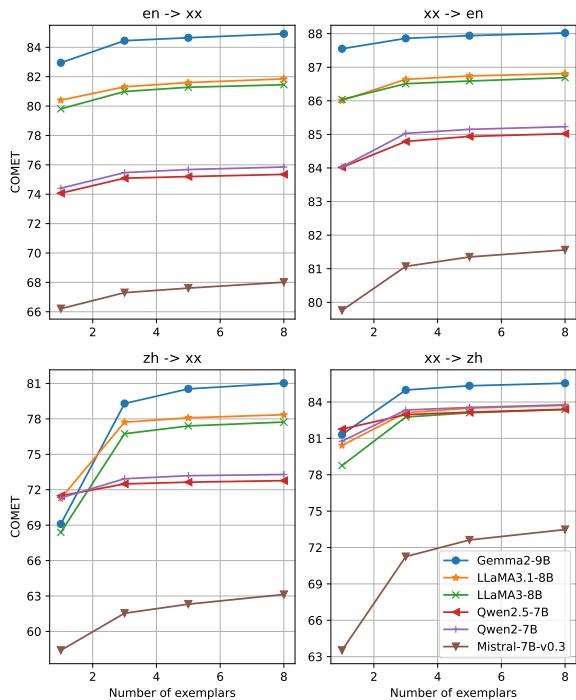 en -> xx
COMET
84
82
80
78
76
74
72
70
68
66
2 4 6 8
xx -> en
88
87
86
85
84
83
82
81
80
2 4 6 8
zh -> xx
COMET
81
78
75
72
69
66
63
60
2 4 6 8
Number of exemplars
xx -> zh
84
81
78
75
72
69
66
63
2 4 6 8
Number of exemplars
Gemma2-9B
LLaMA3.1-8B
LLaMA3-8B
Qwen2.5-7B
Qwen2-7B
Mistral-7B-v0.3